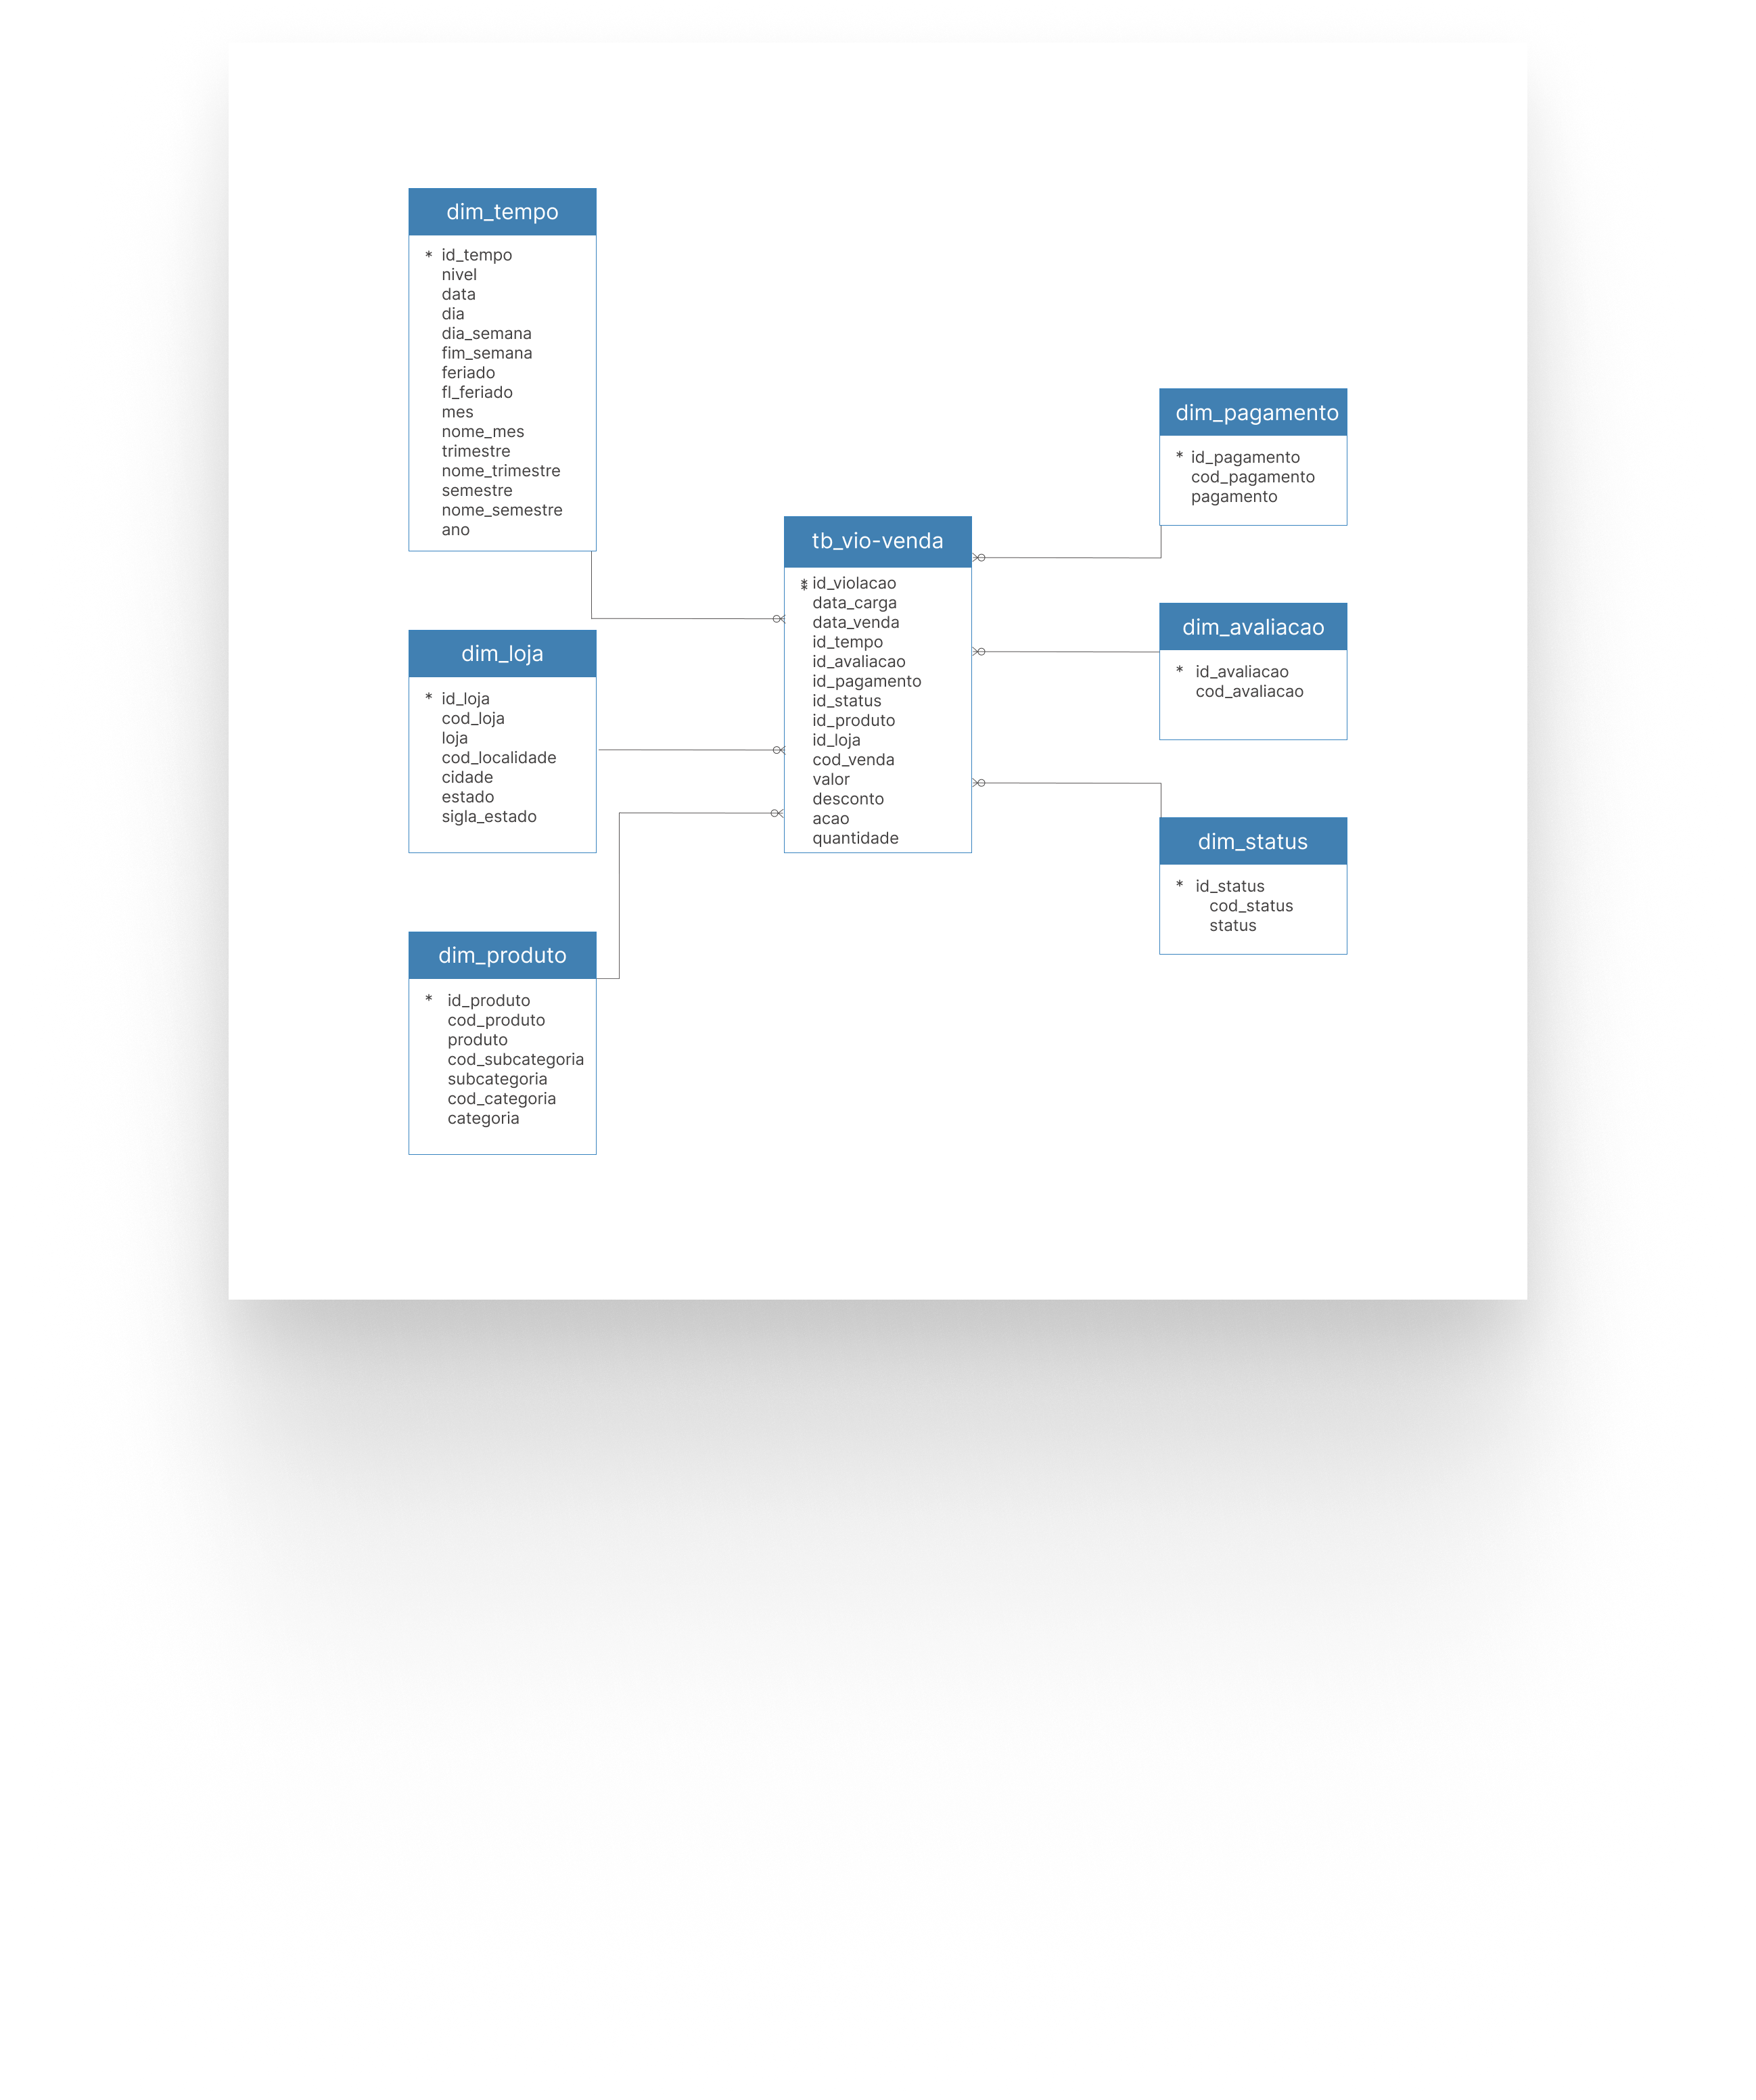 dim_tempo
* id_tempo
nivel
data
dia
dia_semana
fim_semana
feriado
fl_feriado
mes
nome_mes
trimestre
nome_trimestre
semestre
nome_semestre
ano
dim_loja
* id_loja
cod_loja
loja
cod_localidade
cidade
estado
sigla_estado
dim_produto
* id_produto
cod_produto
produto
cod_subcategoria
subcategoria
cod_categoria
categoria
tb_vio-venda
* id_violacao
data_carga
data_venda
id_tempo
id_avaliacao
id_pagamento
id_status
id_produto
id_loja
cod_venda
valor
desconto
acao
quantidade
dim_pagamento
* id_pagamento
cod_pagamento
pagamento
dim_avaliacao
* id_avaliacao
cod_avaliacao
dim_status
* id_status
cod_status
status